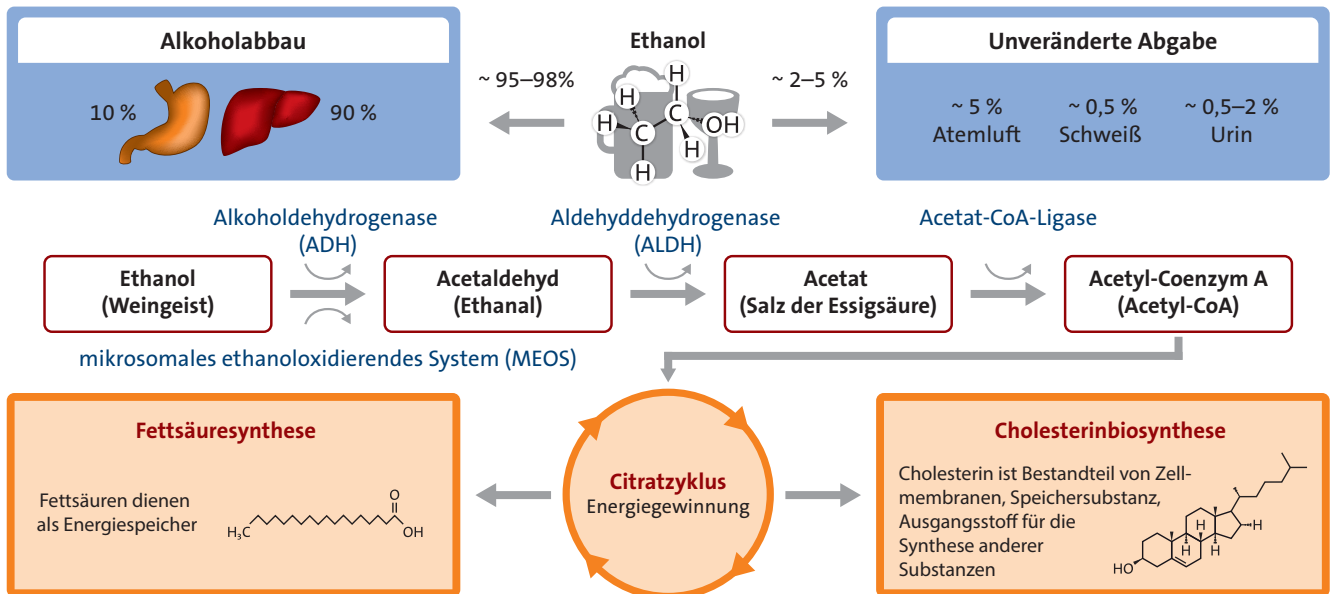 Alkoholabbau
10 %
90 %
Ethanol
~ 95–98%
~ 2–5 %
H
H
H
C
C
OH
H
H
Unveränderte Abgabe
~ 5 %
Atemluft
~ 0,5 %
Schweiß
~ 0,5–2 %
Urin
Alkoholdehydrogenase
(ADH)
Aldehyddehydrogenase
(ALDH)
Acetat-CoA-Ligase
Ethanol
(Weingeist)
Acetaldehyd
(Ethanal)
Acetat
(Salz der Essigsäure)
Acetyl-Coenzym A
(Acetyl-CoA)
mikrosomales ethanoloxidierendes System (MEOS)
Fettsäuresynthese
Fettsäuren dienen
als Energiespeicher
H₃C
O
OH
Citratzyklus
Energiegewinnung
Cholesterinbiosynthese
Cholesterin ist Bestandteil von Zell-
membranen, Speichersubstanz,
Ausgangsstoff für die
Synthese anderer
Substanzen
H
H
H
H
HO